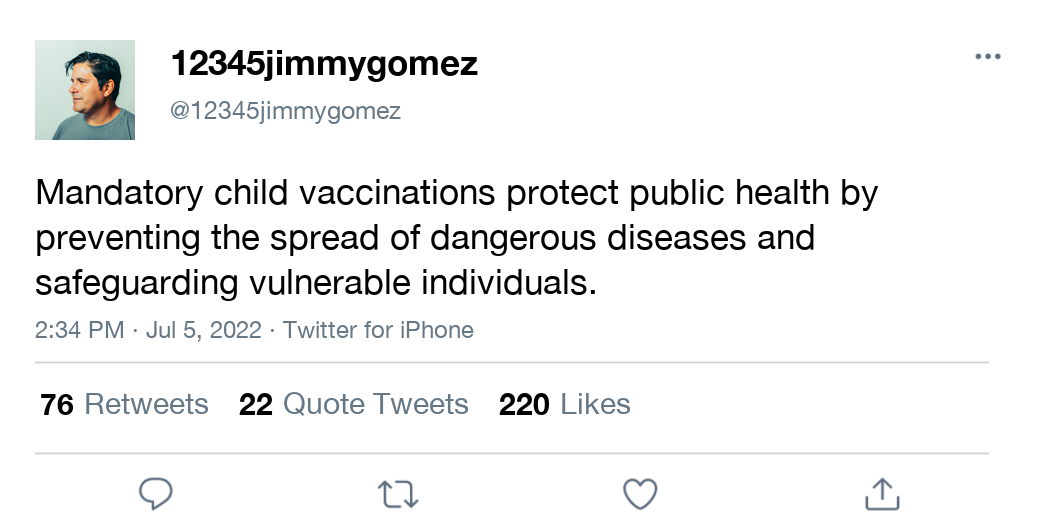 12345jimmygomez
@12345jimmygomez
Mandatory child vaccinations protect public health by
preventing the spread of dangerous diseases and
safeguarding vulnerable individuals.
2:34 PM · Jul 5, 2022 · Twitter for iPhone
76 Retweets 22 Quote Tweets 220 Likes